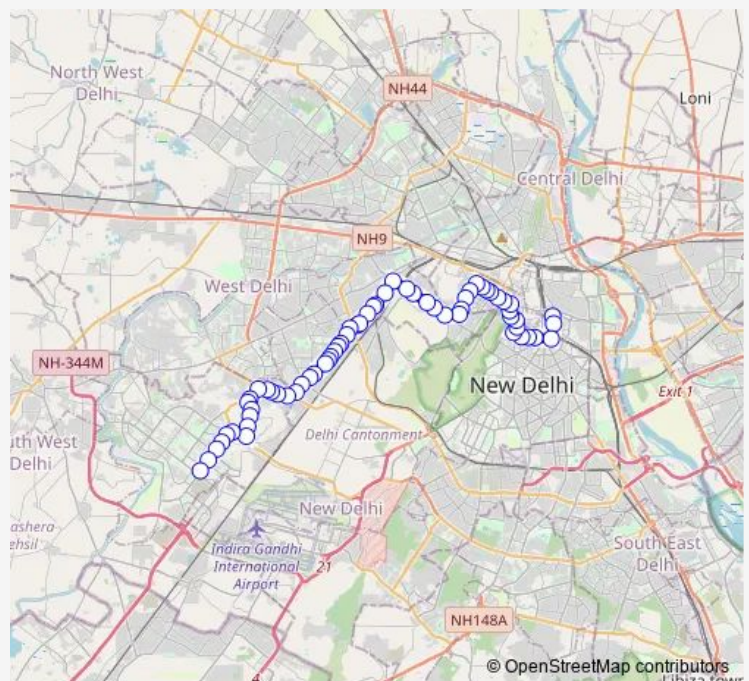 North West
Delhi
NH44
Loni
Central Delhi
NH9
West Delhi
NH-344M
New Delhi
Exit 1
uth West
Delhi
Delhi Cantonment
New Delhi
ashera
ehsil
Indira Gandhi
International
Airport
21
South East
Delhi
NH148A
4
© OpenStreetMap contributors